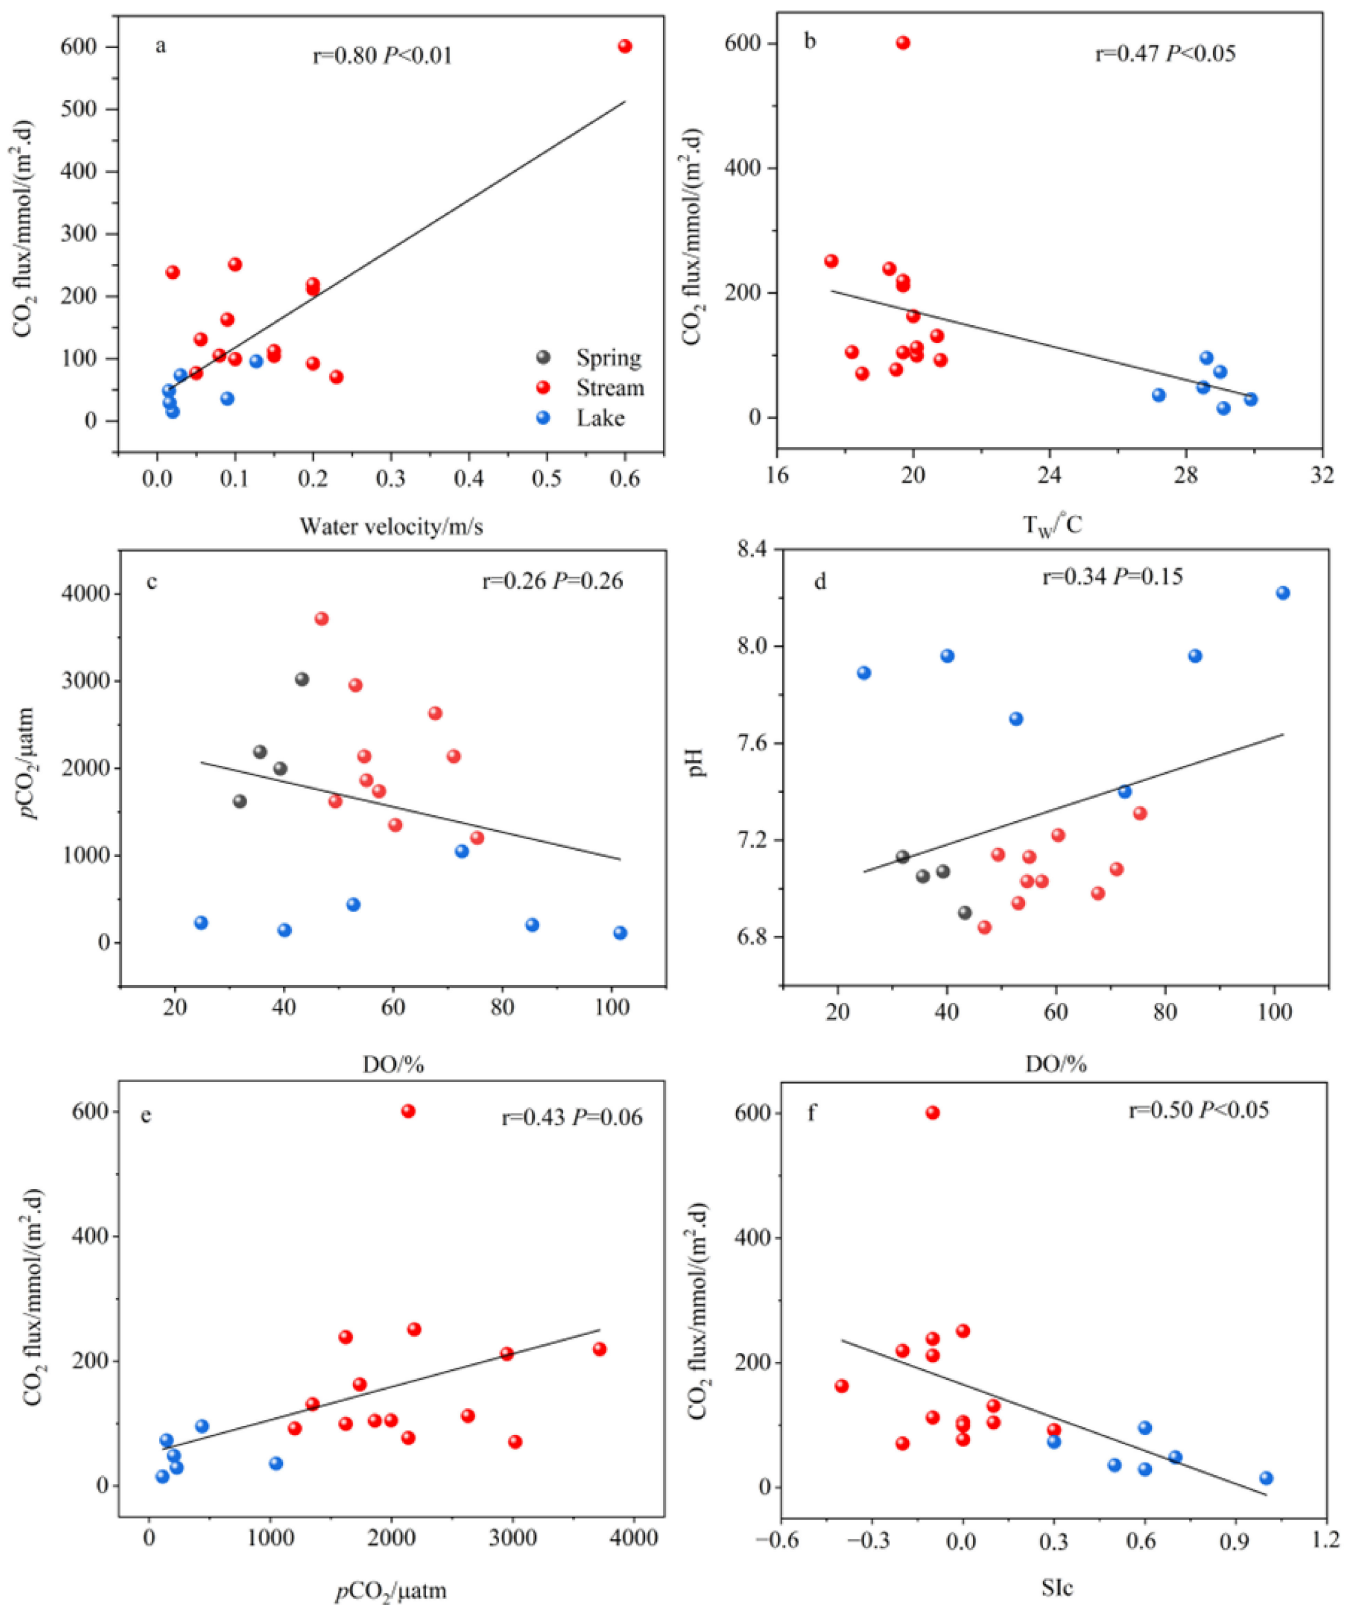 a
r=0.80 P<0.01
CO₂ flux/mmol/(m².d)
600
500
400
300
200
100
0
Spring
Stream
Lake
0.0 0.1 0.2 0.3 0.4 0.5 0.6
Water velocity/m/s
b
r=0.47 P<0.05
CO₂ flux/mmol/(m².d)
600
400
200
0
16 20 24 28 32
T_W/°C
c
r=0.26 P=0.26
pCO₂/μatm
4000
3000
2000
1000
0
20 40 60 80 100
DO/%
d
r=0.34 P=0.15
pH
8.4
8.0
7.6
7.2
6.8
20 40 60 80 100
DO/%
e
r=0.43 P=0.06
CO₂ flux/mmol/(m².d)
600
400
200
0
0 1000 2000 3000 4000
pCO₂/μatm
f
r=0.50 P<0.05
CO₂ flux/mmol/(m².d)
600
400
200
0
−0.6 −0.3 0.0 0.3 0.6 0.9 1.2
SIc